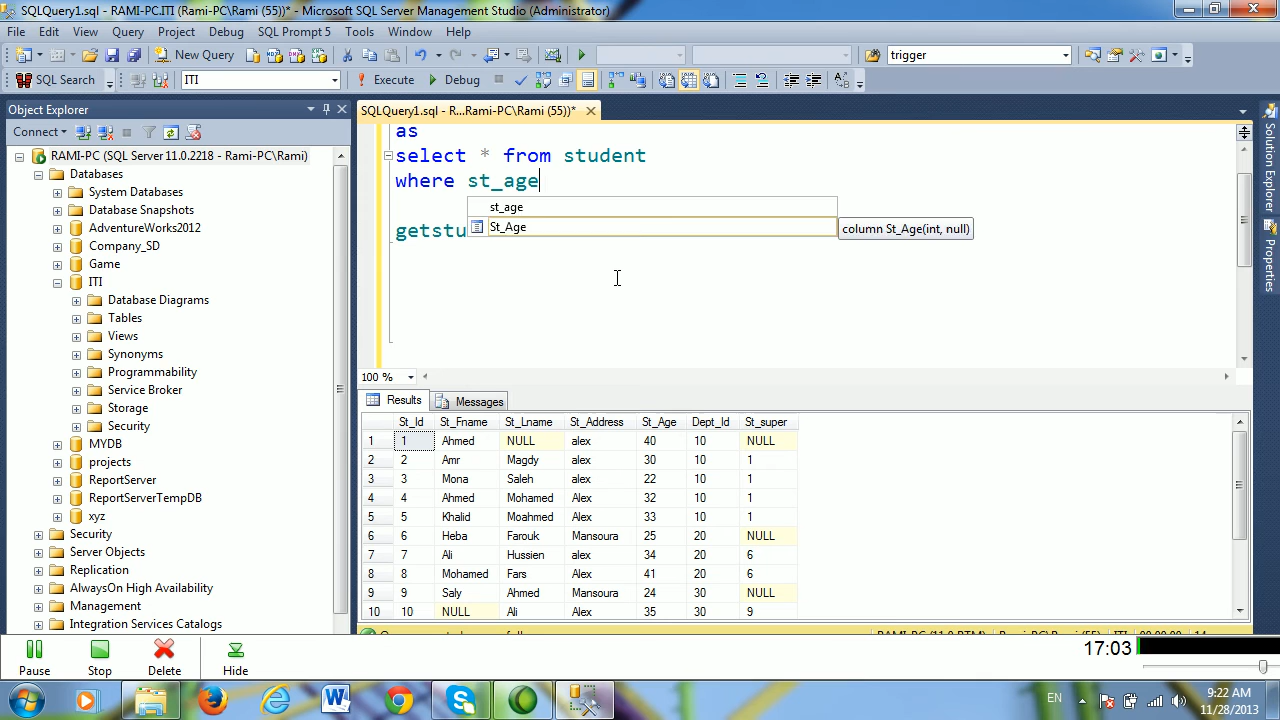 SQLQuery1.sql - RAMI-PC.ITI (Rami-PC\Rami (55))* - Microsoft SQL Server Management Studio (Administrator)
File Edit View Query Project Debug SQL Prompt 5 Tools Window Help
New Query trigger
SQL Search ITI Execute Debug
Object Explorer
SQLQuery1.sql - R...Rami-PC\Rami (55))*
Connect
RAMI-PC (SQL Server 11.0.2218 - Rami-PC\Rami)
Databases
System Databases
Database Snapshots
AdventureWorks2012
Company_SD
Game
ITI
Database Diagrams
Tables
Views
Synonyms
Programmability
Service Broker
Storage
Security
MYDB
projects
ReportServer
ReportServerTempDB
xyz
Security
Server Objects
Replication
AlwaysOn High Availability
Management
Integration Services Catalogs
as
select * from student
where st_age
st_age
St_Age
column St_Age(int, null)
getstu
100 %
Results Messages
St_Id St_Fname St_Lname St_Address St_Age Dept_Id St_super
1 1 Ahmed NULL alex 40 10 NULL
2 2 Amr Magdy alex 30 10 1
3 3 Mona Saleh alex 22 10 1
4 4 Ahmed Mohamed Alex 32 10 1
5 5 Khalid Moahmed Alex 33 10 1
6 6 Heba Farouk Mansoura 25 20 NULL
7 7 Ali Hussien alex 34 20 6
8 8 Mohamed Fars Alex 41 20 6
9 9 Saly Ahmed Mansoura 24 30 NULL
10 10 NULL Ali Alex 35 30 9
Solution Explorer
Properties
Pause Stop Delete Hide
17:03
EN
9:22 AM
11/28/2013